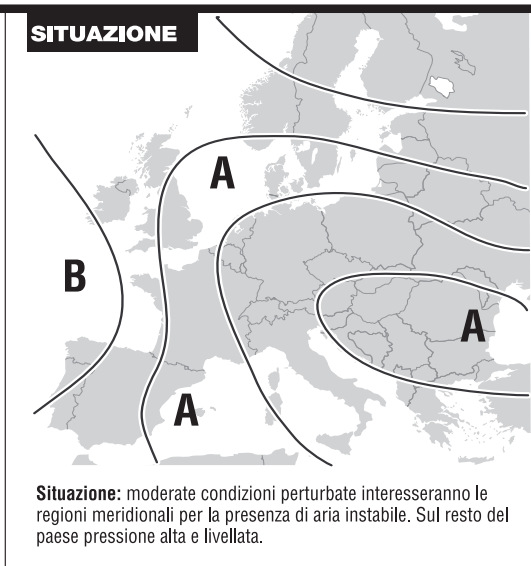 SITUAZIONE
A
B
A
A
Situazione: moderate condizioni perturbate interesseranno le
regioni meridionali per la presenza di aria instabile. Sul resto del
paese pressione alta e livellata.